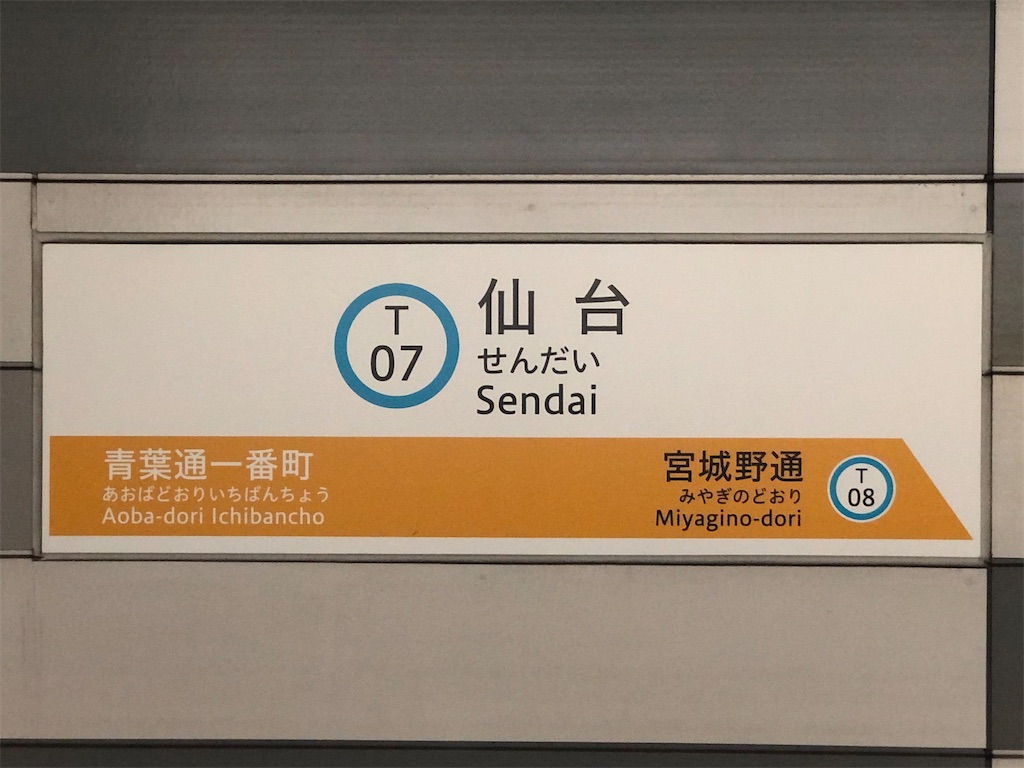 T
07
仙台
せんだい
Sendai
青葉通一番町
あおばどおりいちばんちょう
Aoba-dori Ichibancho
宮城野通
みやぎのどおり
Miyagino-dori
T
08